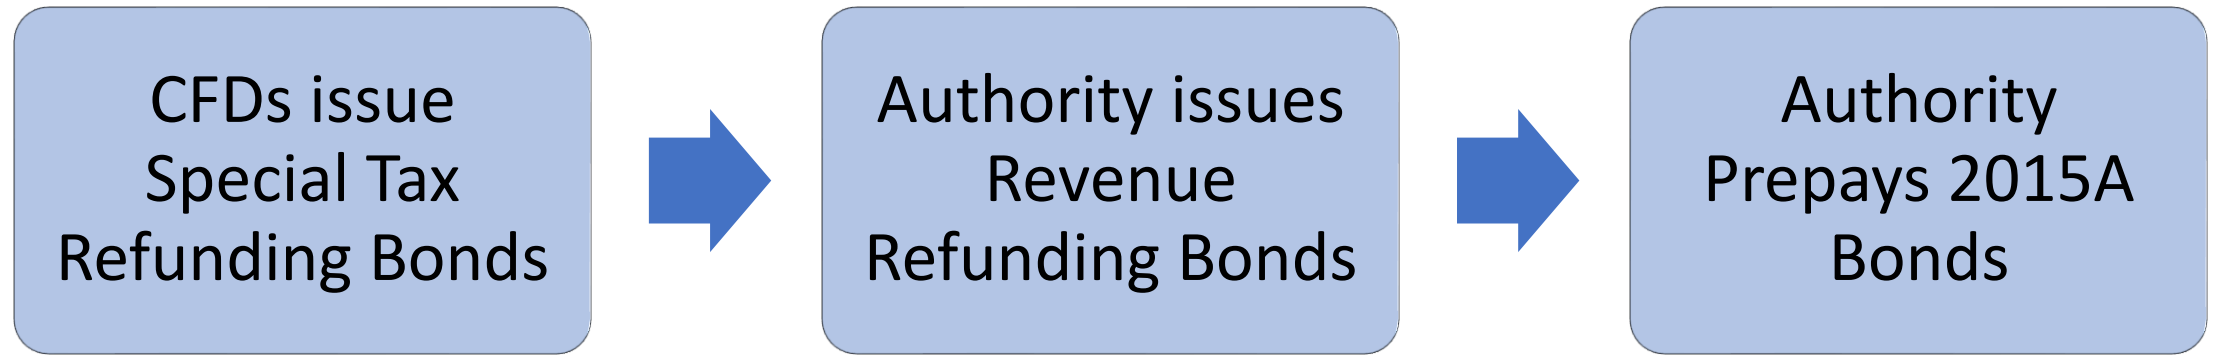 CFDs issue
Special Tax
Refunding Bonds
Authority issues
Revenue
Refunding Bonds
Authority
Prepays 2015A
Bonds